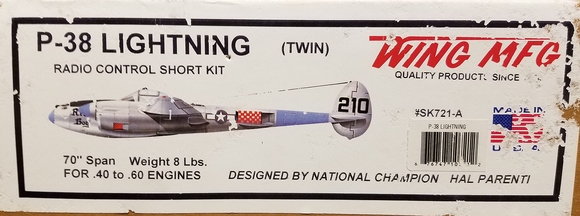 P-38 LIGHTNING (TWIN)
WING MFG
RADIO CONTROL SHORT KIT
QUALITY PRODUCTS SINCE
210
#SK721-A
MADE IN
P-38 LIGHTNING
U.S.A.
70" Span Weight 8 Lbs.
FOR .40 to .60 ENGINES
DESIGNED BY NATIONAL CHAMPION HAL PARENTI